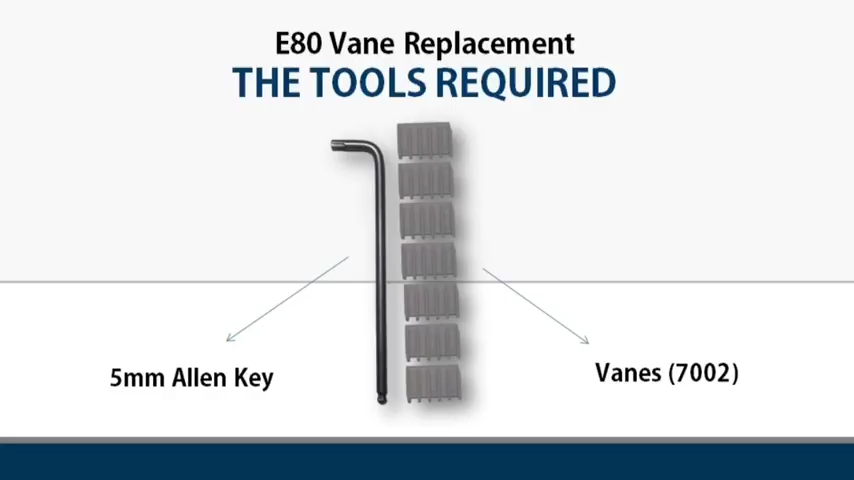 E80 Vane Replacement
THE TOOLS REQUIRED
5mm Allen Key
Vanes (7002)